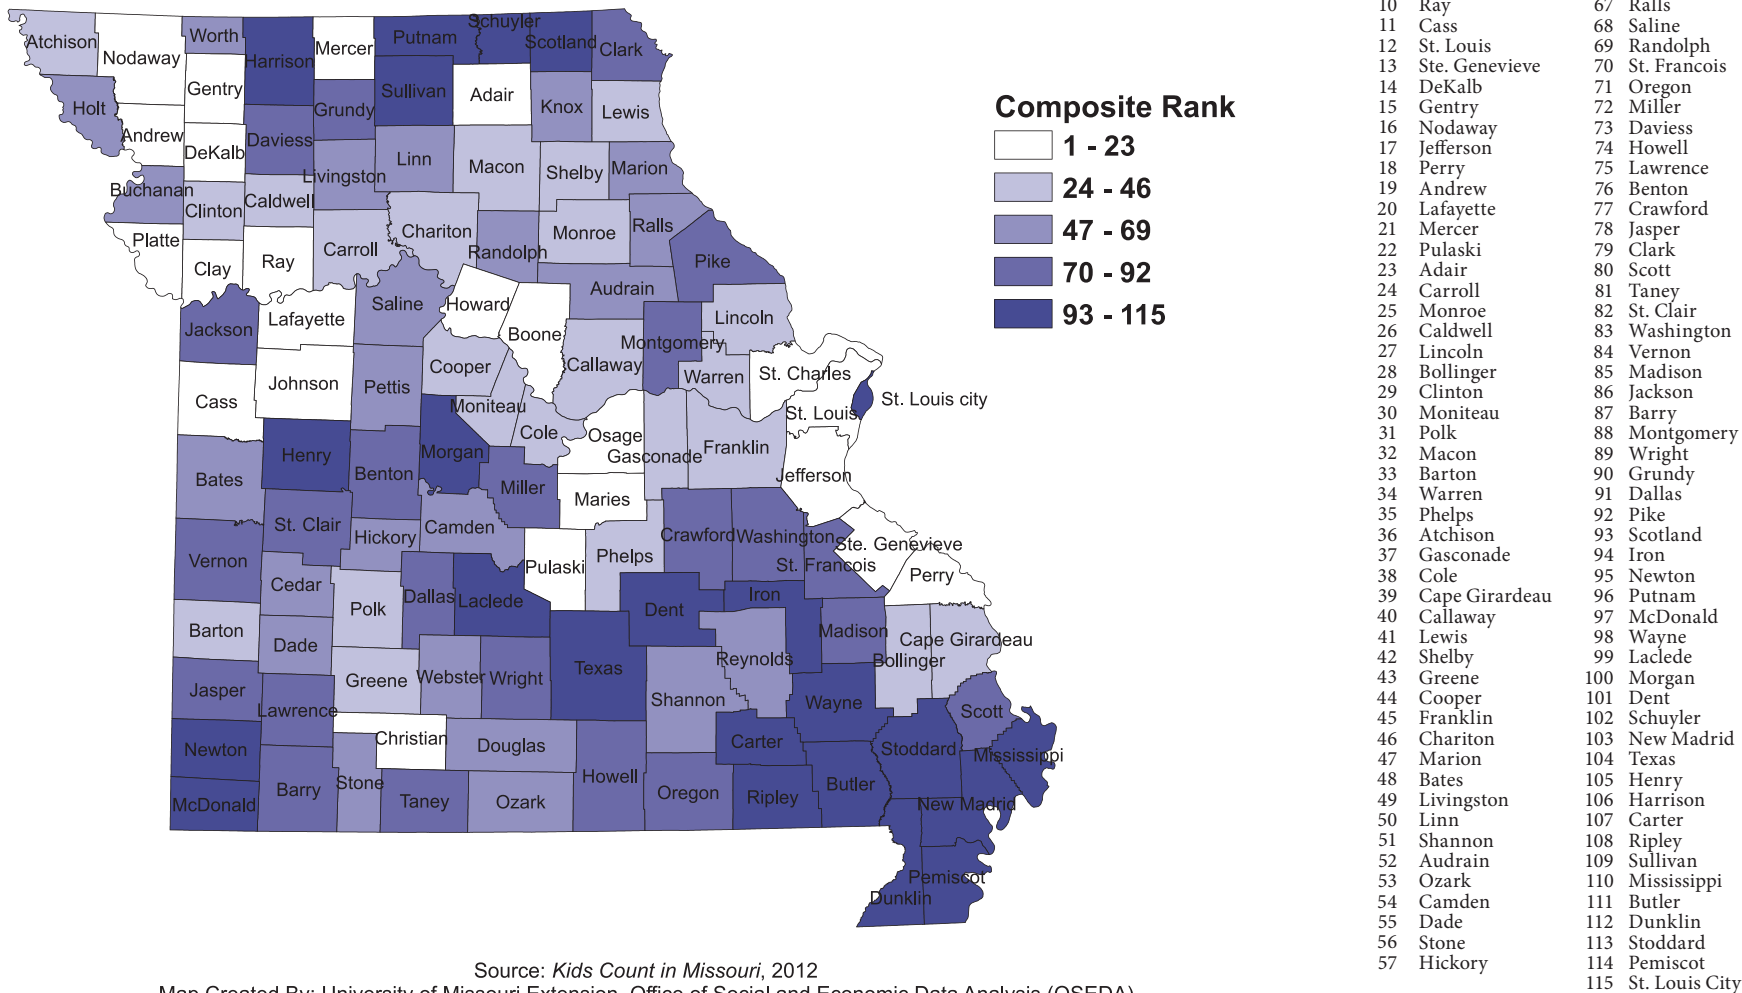 Atchison
Nodaway
Worth
Harrison
Mercer
Putnam
Schuyler
Scotland
Clark
Gentry
Holt
Grundy
Sullivan
Adair
Knox
Lewis
Andrew
DeKalb
Daviess
Linn
Macon
Shelby
Marion
Livingston
Buchanan
Clinton
Caldwell
Platte
Clay
Ray
Carroll
Chariton
Randolph
Monroe
Ralls
Pike
Audrain
Saline
Howard
Jackson
Lafayette
Boone
Montgomery
Lincoln
Callaway
Cooper
Warren
St. Charles
Cass
Johnson
Pettis
St. Louis city
Moniteau
St. Louis
Cole
Osage
Franklin
Gasconade
Henry
Morgan
Bates
Benton
Miller
Jefferson
Maries
St. Clair
Camden
Hickory
Crawford
Washington
Ste. Genevieve
Phelps
Vernon
Pulaski
St. Francois
Perry
Cedar
Polk
Dallas
Laclede
Dent
Iron
Barton
Dade
Madison
Cape Girardeau
Bollinger
Reynolds
Texas
Greene
Webster
Wright
Jasper
Shannon
Lawrence
Wayne
Scott
Newton
Christian
Douglas
Carter
Stoddard
Mississippi
Stone
Howell
Barry
Taney
Ozark
Oregon
Ripley
Butler
McDonald
New Madrid
Pemiscot
Dunklin
Composite Rank
1 - 23
24 - 46
47 - 69
70 - 92
93 - 115
Source: Kids Count in Missouri, 2012
Map Created By: University of Missouri Extension, Office of Social and Economic Data Analysis (OSEDA)
10 Ray
11 Cass
12 St. Louis
13 Ste. Genevieve
14 DeKalb
15 Gentry
16 Nodaway
17 Jefferson
18 Perry
19 Andrew
20 Lafayette
21 Mercer
22 Pulaski
23 Adair
24 Carroll
25 Monroe
26 Caldwell
27 Lincoln
28 Bollinger
29 Clinton
30 Moniteau
31 Polk
32 Macon
33 Barton
34 Warren
35 Phelps
36 Atchison
37 Gasconade
38 Cole
39 Cape Girardeau
40 Callaway
41 Lewis
42 Shelby
43 Greene
44 Cooper
45 Franklin
46 Chariton
47 Marion
48 Bates
49 Livingston
50 Linn
51 Shannon
52 Audrain
53 Ozark
54 Camden
55 Dade
56 Stone
57 Hickory
67 Ralls
68 Saline
69 Randolph
70 St. Francois
71 Oregon
72 Miller
73 Daviess
74 Howell
75 Lawrence
76 Benton
77 Crawford
78 Jasper
79 Clark
80 Scott
81 Taney
82 St. Clair
83 Washington
84 Vernon
85 Madison
86 Jackson
87 Barry
88 Montgomery
89 Wright
90 Grundy
91 Dallas
92 Pike
93 Scotland
94 Iron
95 Newton
96 Putnam
97 McDonald
98 Wayne
99 Laclede
100 Morgan
101 Dent
102 Schuyler
103 New Madrid
104 Texas
105 Henry
106 Harrison
107 Carter
108 Ripley
109 Sullivan
110 Mississippi
111 Butler
112 Dunklin
113 Stoddard
114 Pemiscot
115 St. Louis City